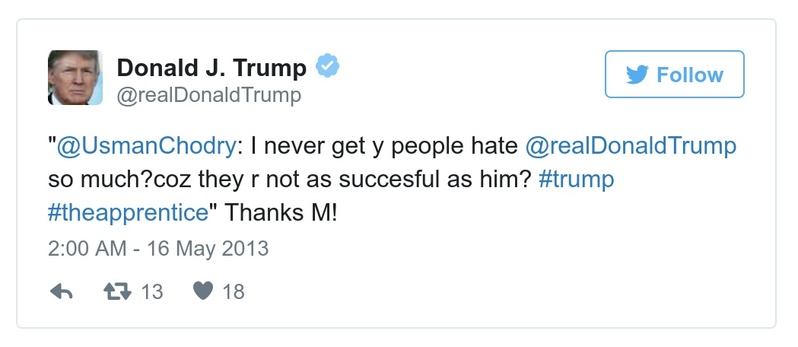 Donald J. Trump
@realDonaldTrump
Follow
"@UsmanChodry: I never get y people hate @realDonaldTrump
so much?coz they r not as succesful as him? #trump
#theapprentice" Thanks M!
2:00 AM - 16 May 2013
13 18